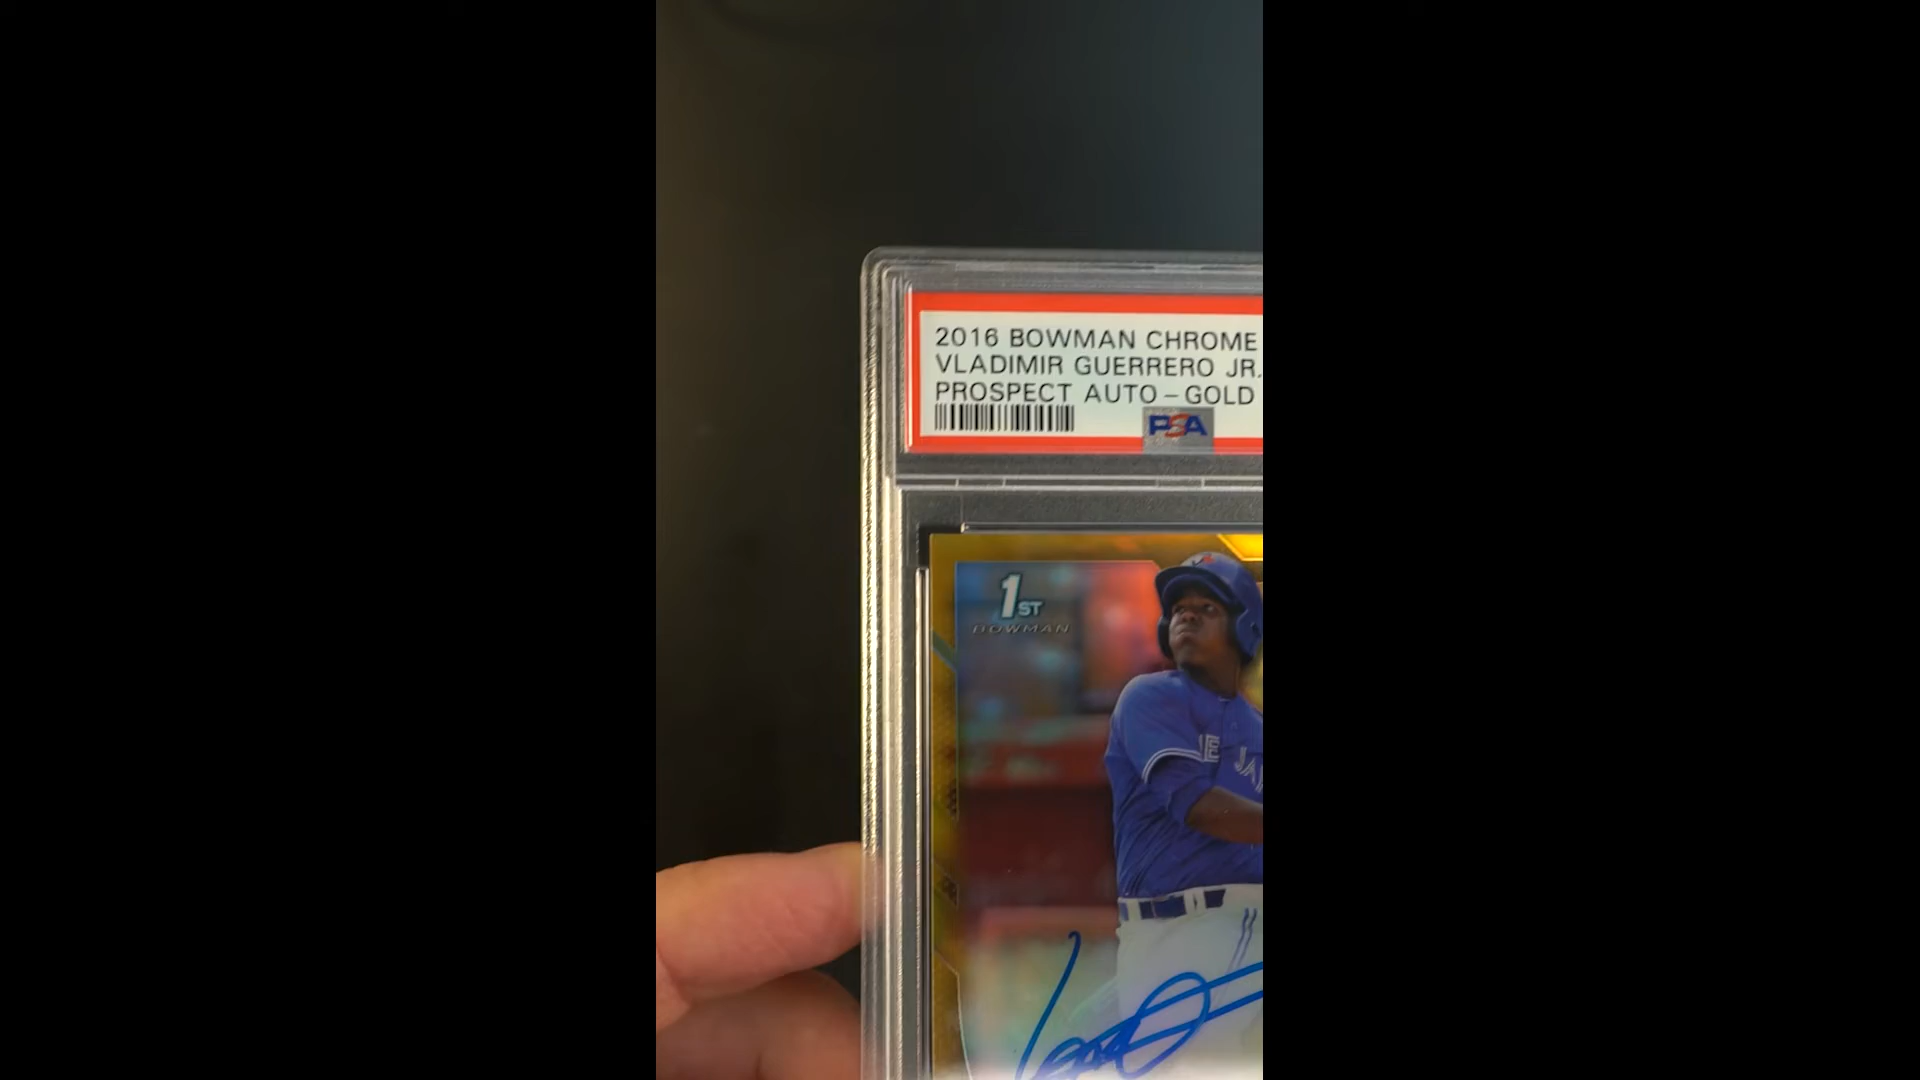 2016 BOWMAN CHROME
VLADIMIR GUERRERO JR.
PROSPECT AUTO – GOLD
PSA
1ST
BOWMAN